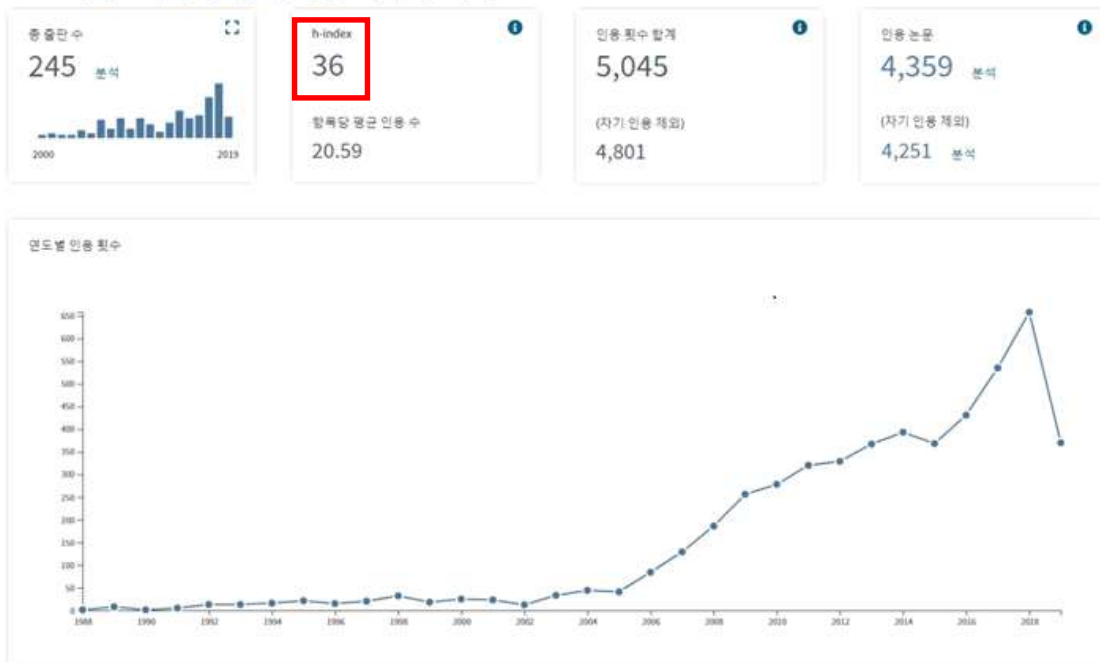 총 출판 수
245 분석
2000 2019
h-index
36
항목당 평균 인용 수
20.59
인용 횟수 합계
5,045
(자기 인용 제외)
4,801
인용 논문
4,359 분석
(자기 인용 제외)
4,251 분석
연도별 인용 횟수
650
600
550
500
450
400
350
300
250
200
150
100
50
0
1988 1990 1992 1994 1996 1998 2000 2002 2004 2006 2008 2010 2012 2014 2016 2018